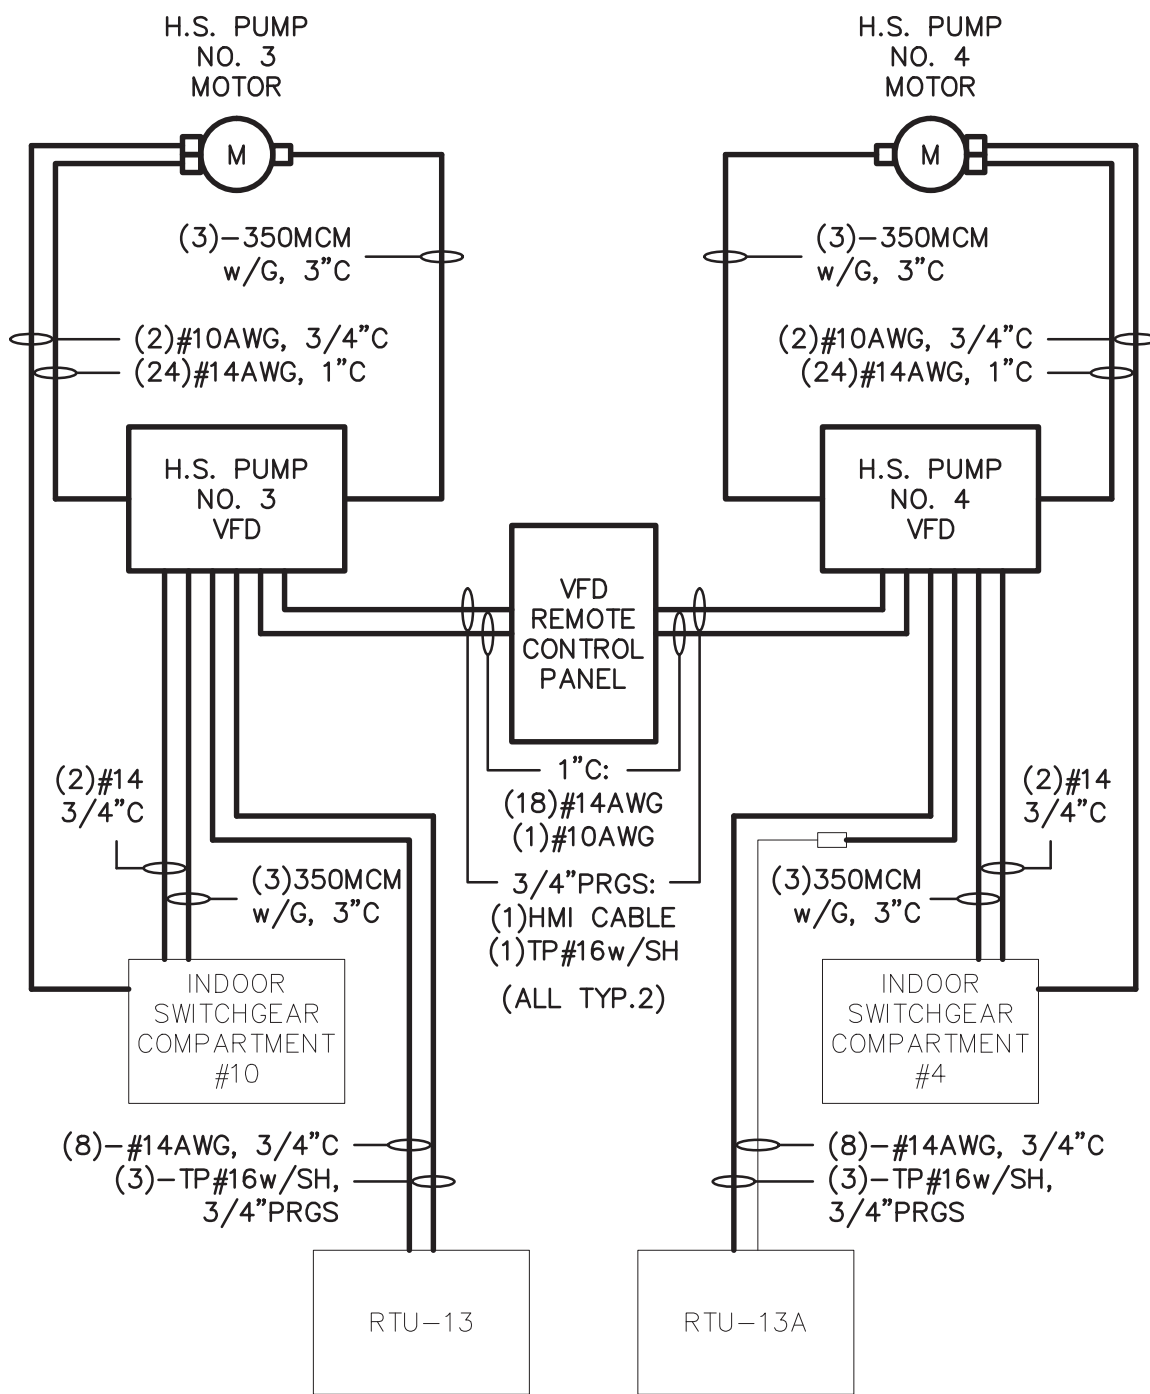 H.S. PUMP
NO. 3
MOTOR
H.S. PUMP
NO. 4
MOTOR
M
M
(3)-350MCM
w/G, 3"C
(3)-350MCM
w/G, 3"C
(2)#10AWG, 3/4"C
(24)#14AWG, 1"C
(2)#10AWG, 3/4"C
(24)#14AWG, 1"C
H.S. PUMP
NO. 3
VFD
H.S. PUMP
NO. 4
VFD
VFD
REMOTE
CONTROL
PANEL
(2)#14
3/4"C
1"C:
(18)#14AWG
(1)#10AWG
(2)#14
3/4"C
(3)350MCM
w/G, 3"C
3/4"PRGS:
(1)HMI CABLE
(1)TP#16w/SH
(ALL TYP.2)
(3)350MCM
w/G, 3"C
INDOOR
SWITCHGEAR
COMPARTMENT
#10
INDOOR
SWITCHGEAR
COMPARTMENT
#4
(8)-#14AWG, 3/4"C
(3)-TP#16w/SH,
3/4"PRGS
(8)-#14AWG, 3/4"C
(3)-TP#16w/SH,
3/4"PRGS
RTU-13
RTU-13A